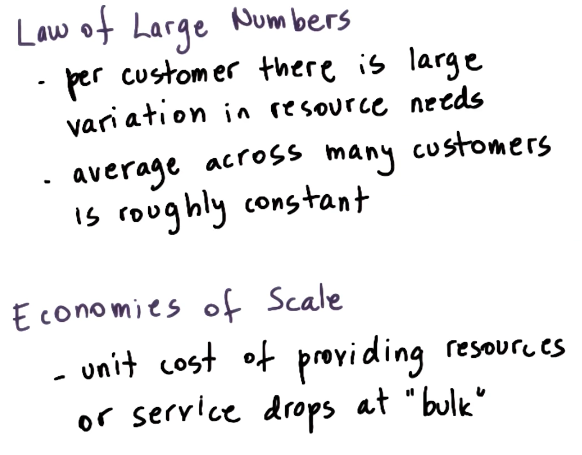 Law of Large Numbers
- per customer there is large
variation in resource needs
- average across many customers
is roughly constant
Economies of Scale
- unit cost of providing resources
or service drops at "bulk"